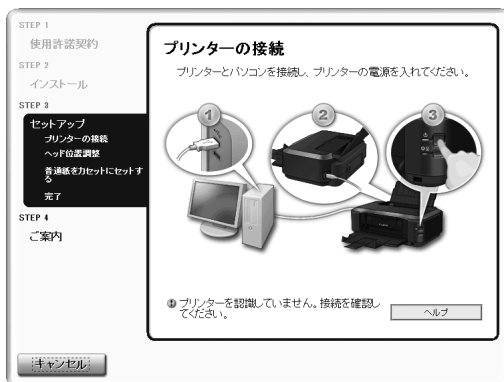 STEP 1
使用許諾契約
STEP 2
インストール
STEP 3
セットアップ
プリンターの接続
ヘッド位置調整
普通紙をカセットにセットす
る
完了
STEP 4
ご案内
キャンセル
プリンターの接続
プリンターとパソコンを接続し、プリンターの電源を入れてください。
1
2
3
プリンターを認識していません。接続を確認し
てください。
ヘルプ